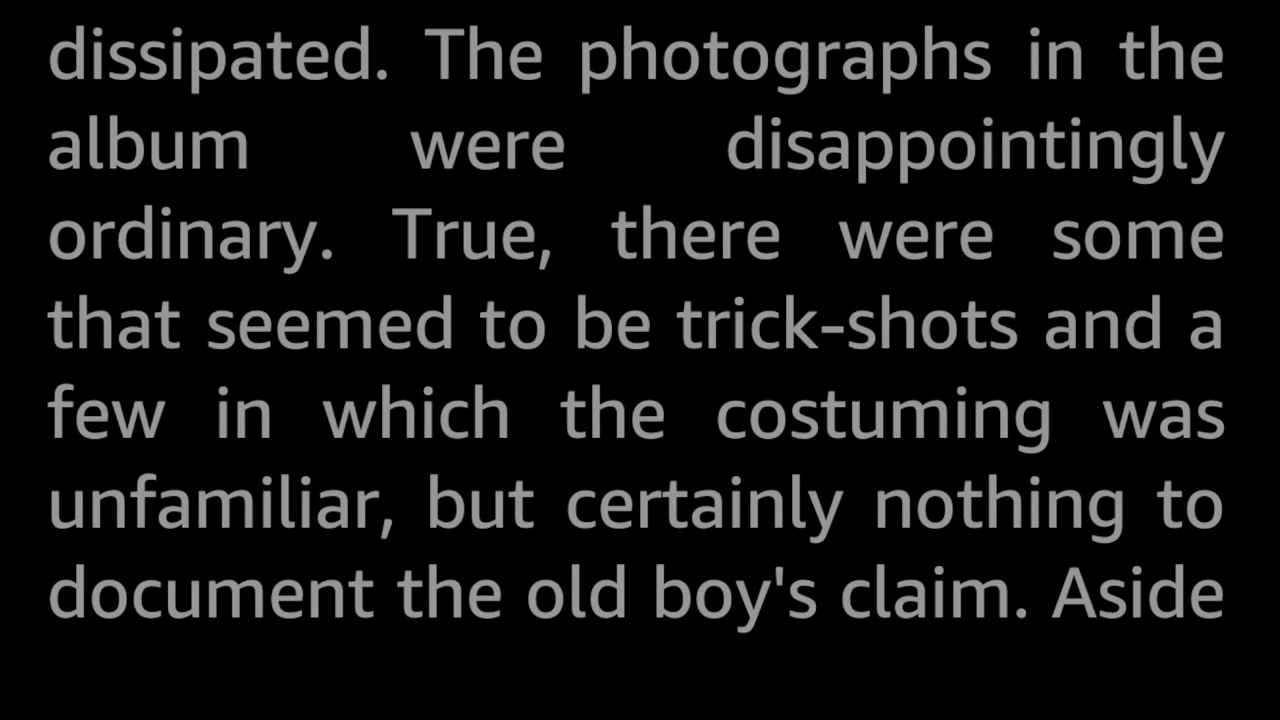 dissipated. The photographs in the
album were disappointingly
ordinary. True, there were some
that seemed to be trick-shots and a
few in which the costuming was
unfamiliar, but certainly nothing to
document the old boy's claim. Aside